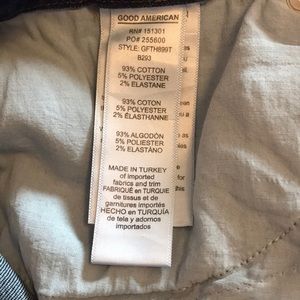 GOOD AMERICAN
RN# 151301
PO# 255600
STYLE: GFTH899T
B293
93% COTTON
5% POLYESTER
2% ELASTANE
93% COTON
5% POLYESTER
2% ÉLASTHANNE
93% ALGODÓN
5% POLIESTER
2% ELASTÁNO
MADE IN TURKEY
of imported
fabrics and trim
FABRIQUÉ EN TURQUIE
de tissus et de
garnitures importés
HECHO en TURQUÍA
de tela y adornos
importados